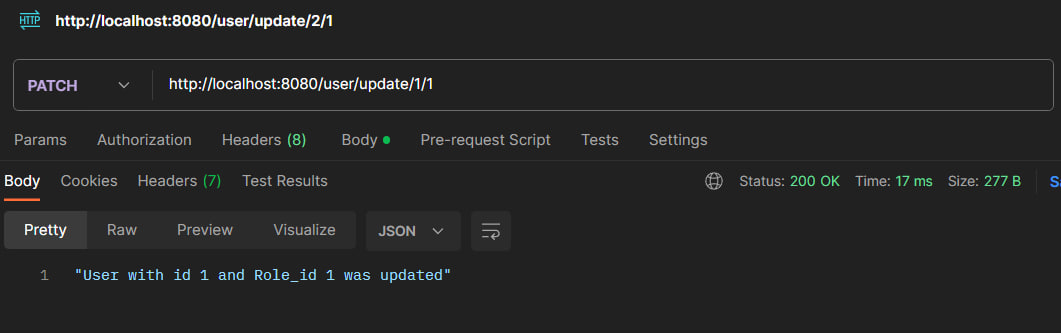 HTTP http://localhost:8080/user/update/2/1
PATCH http://localhost:8080/user/update/1/1
Params Authorization Headers (8) Body Pre-request Script Tests Settings
Body Cookies Headers (7) Test Results Status: 200 OK Time: 17 ms Size: 277 B
Pretty Raw Preview Visualize JSON
1 "User with id 1 and Role_id 1 was updated"